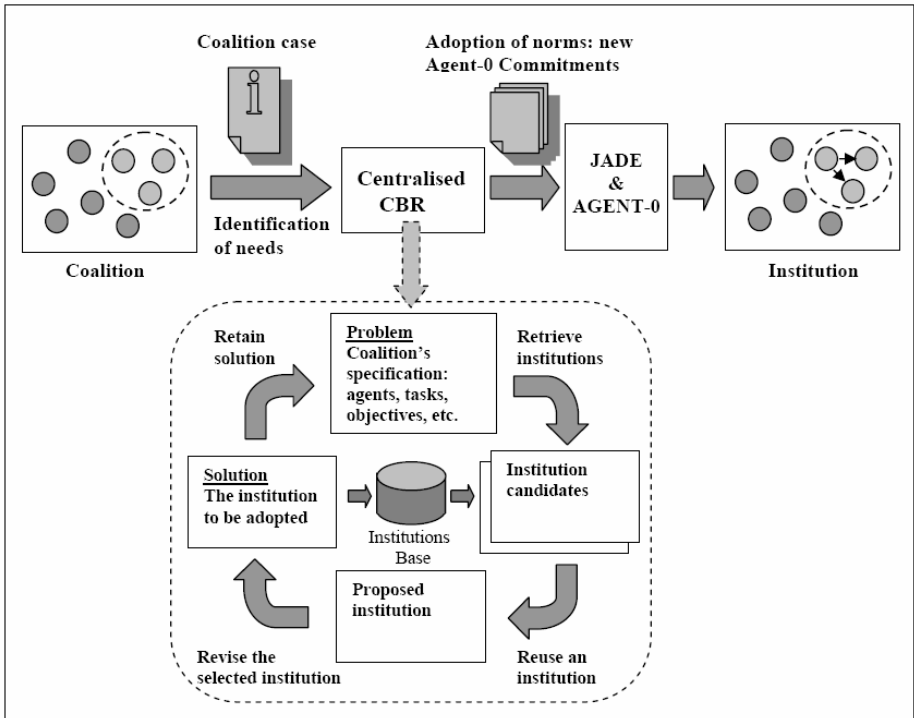 Coalition case
Adoption of norms: new
Agent-0 Commitments
i
Centralised
CBR
JADE
&
AGENT-0
Identification
of needs
Coalition
Institution
Problem
Coalition's
specification:
agents, tasks,
objectives, etc.
Retain
solution
Retrieve
institutions
Solution
The institution
to be adopted
Institutions
Base
Institution
candidates
Proposed
institution
Revise the
selected institution
Reuse an
institution